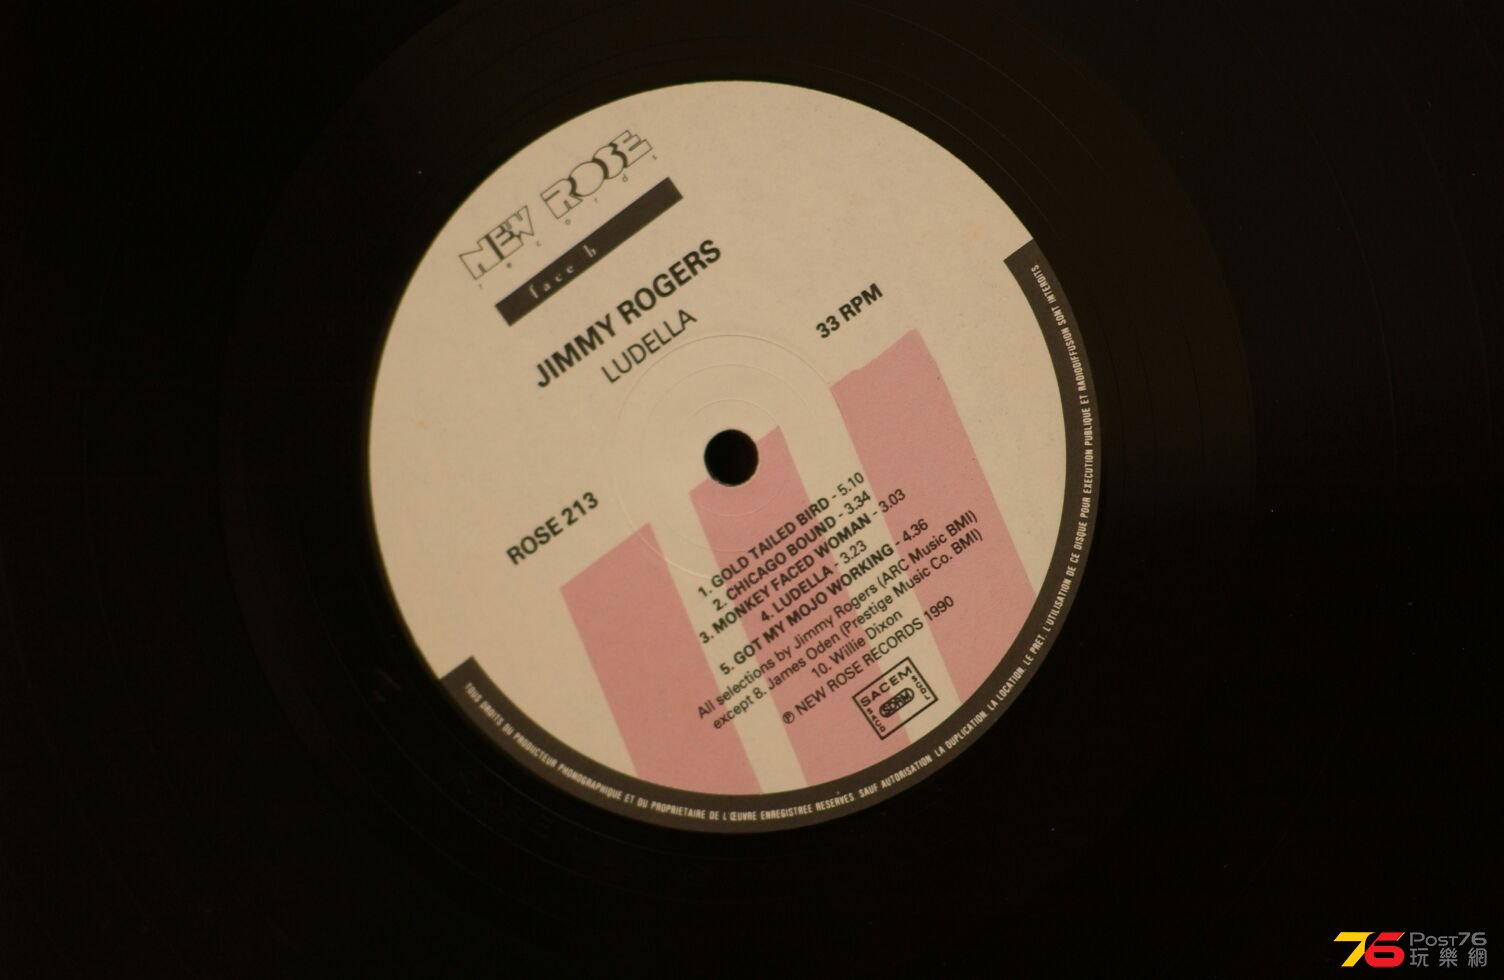 NEW ROSE
records
face b
JIMMY ROGERS
LUDELLA
33 RPM
ROSE 213
1. GOLD TAILED BIRD - 5.10
2. CHICAGO BOUND - 3.34
3. MONKEY FACED WOMAN - 3.03
4. LUDELLA - 3.23
5. GOT MY MOJO WORKING - 4.36
All selections by Jimmy Rogers (ARC Music BMI)
except 8. James Oden (Prestige Music Co. BMI)
10. Willie Dixon
℗ NEW ROSE RECORDS 1990
SACEM
SACD
SDRM
SGDL
TOUS DROITS DU PRODUCTEUR PHONOGRAPHIQUE ET DU PROPRIETAIRE DE L'ŒUVRE ENREGISTREE RESERVES. SAUF AUTORISATION LA DUPLICATION, LA LOCATION, LE PRET, L'UTILISATION DE CE DISQUE POUR EXECUTION PUBLIQUE ET RADIODIFFUSION SONT INTERDITS
76 POST76
玩樂網